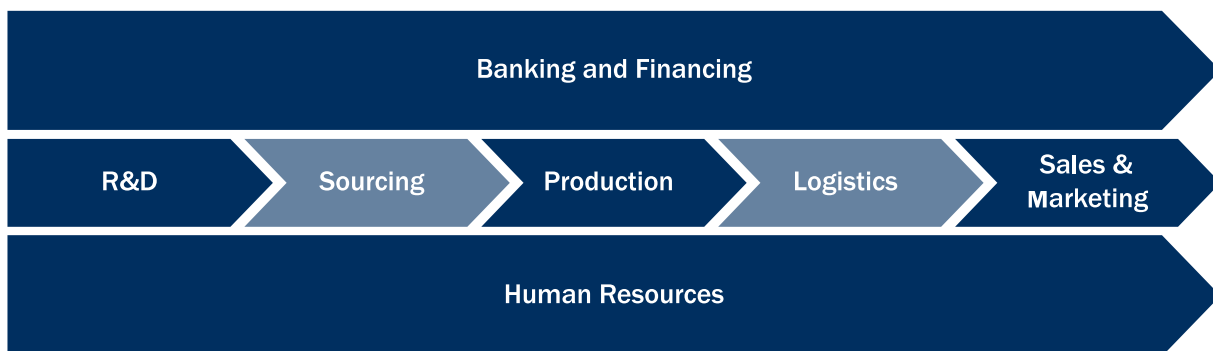 Banking and Financing
R&D
Sourcing
Production
Logistics
Sales &
Marketing
Human Resources